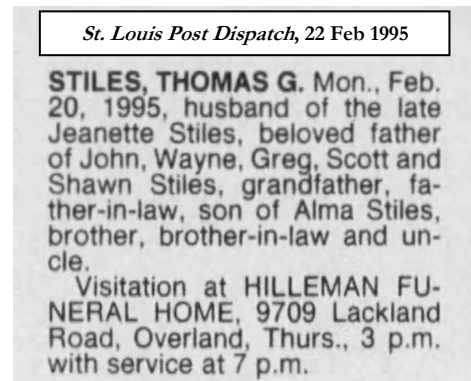 St. Louis Post Dispatch, 22 Feb 1995
STILES, THOMAS G. Mon., Feb.
20, 1995, husband of the late
Jeanette Stiles, beloved father
of John, Wayne, Greg, Scott and
Shawn Stiles, grandfather, fa-
ther-in-law, son of Alma Stiles,
brother, brother-in-law and un-
cle.
Visitation at HILLEMAN FU-
NERAL HOME, 9709 Lackland
Road, Overland, Thurs., 3 p.m.
with service at 7 p.m.